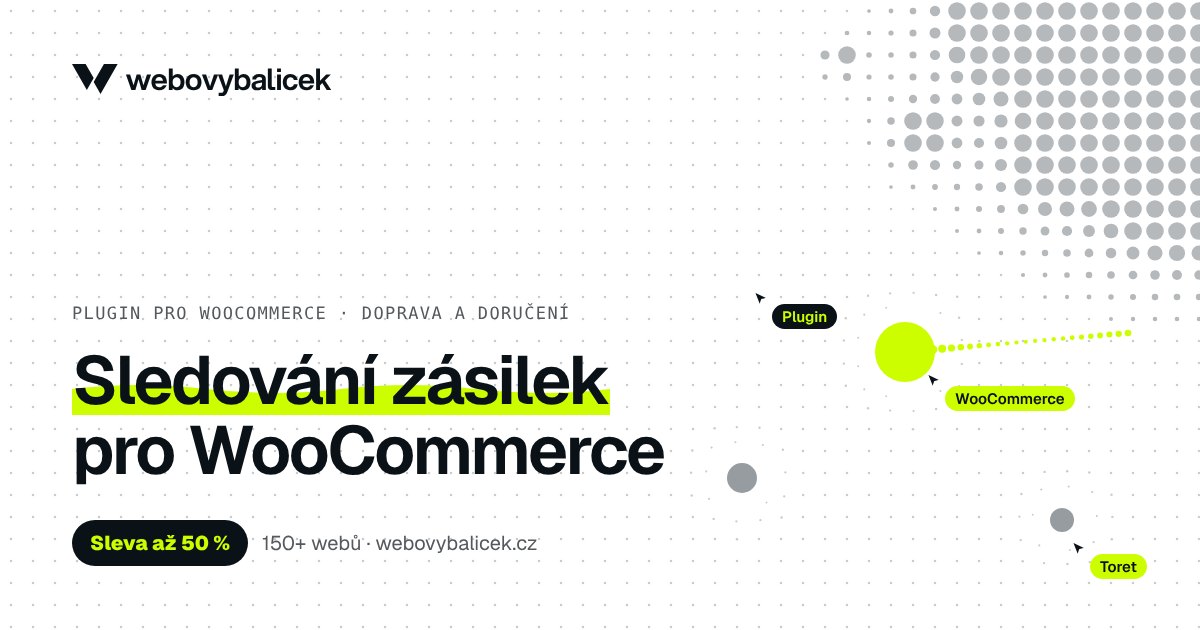 webovybalicek
PLUGIN PRO WOOCOMMERCE · DOPRAVA A DORUČENÍ
Sledování zásilek
pro WooCommerce
Sleva až 50 %
150+ webů · webovybalicek.cz
Plugin
WooCommerce
Toret